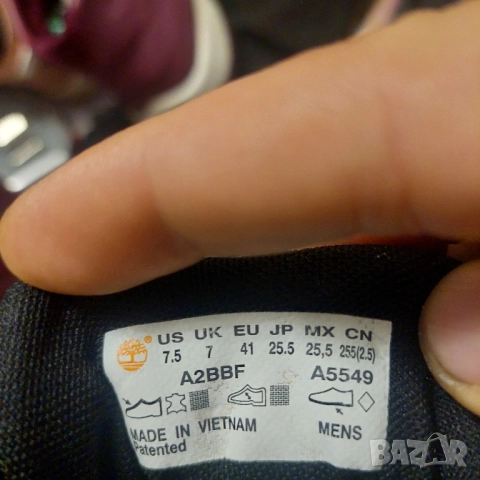 US UK EU JP MX CN
7.5 7 41 25.5 25,5 255(2.5)
A2BBF A5549
MADE IN VIETNAM MENS
Patented
BAZAR